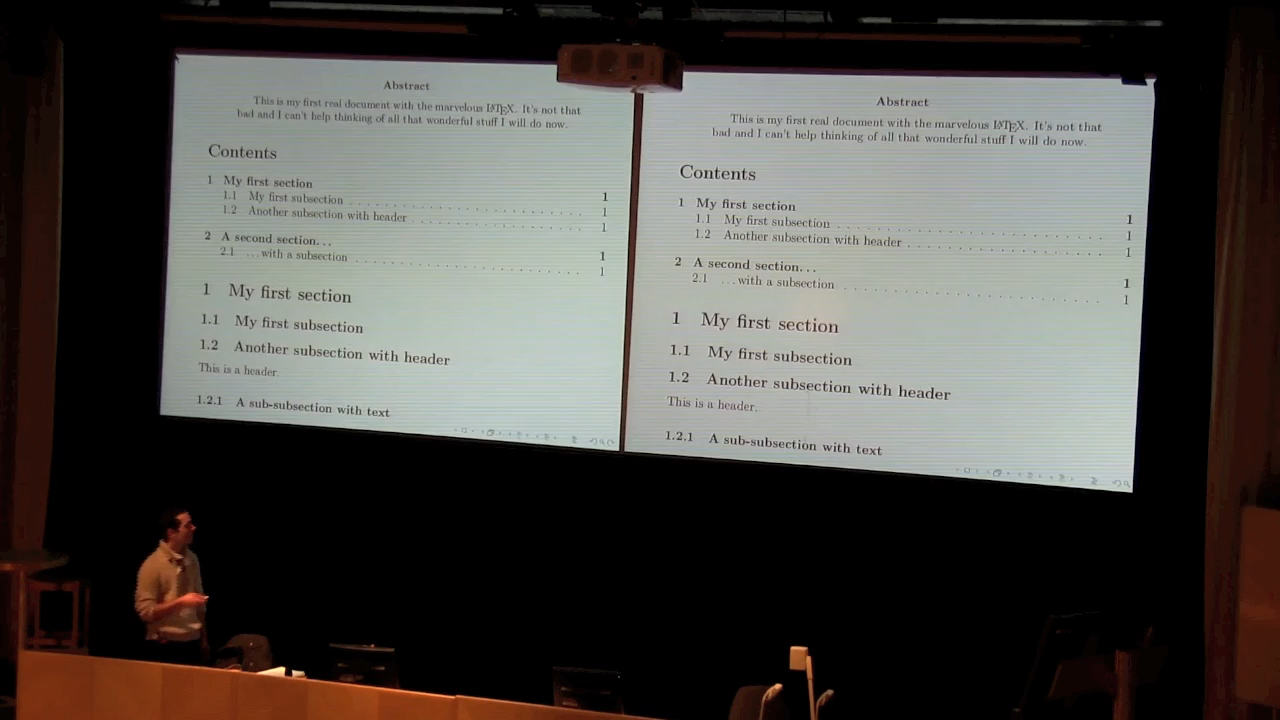 Abstract
This is my first real document with the marvelous LATEX. It's not that
bad and I can't help thinking of all that wonderful stuff I will do now.
Contents
1 My first section 1
1.1 My first subsection . . . . . . . . . . . . . . . . . . . . . . . . 1
1.2 Another subsection with header . . . . . . . . . . . . . . . . . 1
2 A second section... 1
2.1 ...with a subsection . . . . . . . . . . . . . . . . . . . . . . . 1
1 My first section
1.1 My first subsection
1.2 Another subsection with header
This is a header.
1.2.1 A sub-subsection with text
Abstract
This is my first real document with the marvelous LATEX. It's not that
bad and I can't help thinking of all that wonderful stuff I will do now.
Contents
1 My first section 1
1.1 My first subsection . . . . . . . . . . . . . . . . . . . . . . . . 1
1.2 Another subsection with header . . . . . . . . . . . . . . . . . 1
2 A second section... 1
2.1 ...with a subsection . . . . . . . . . . . . . . . . . . . . . . . 1
1 My first section
1.1 My first subsection
1.2 Another subsection with header
This is a header.
1.2.1 A sub-subsection with text